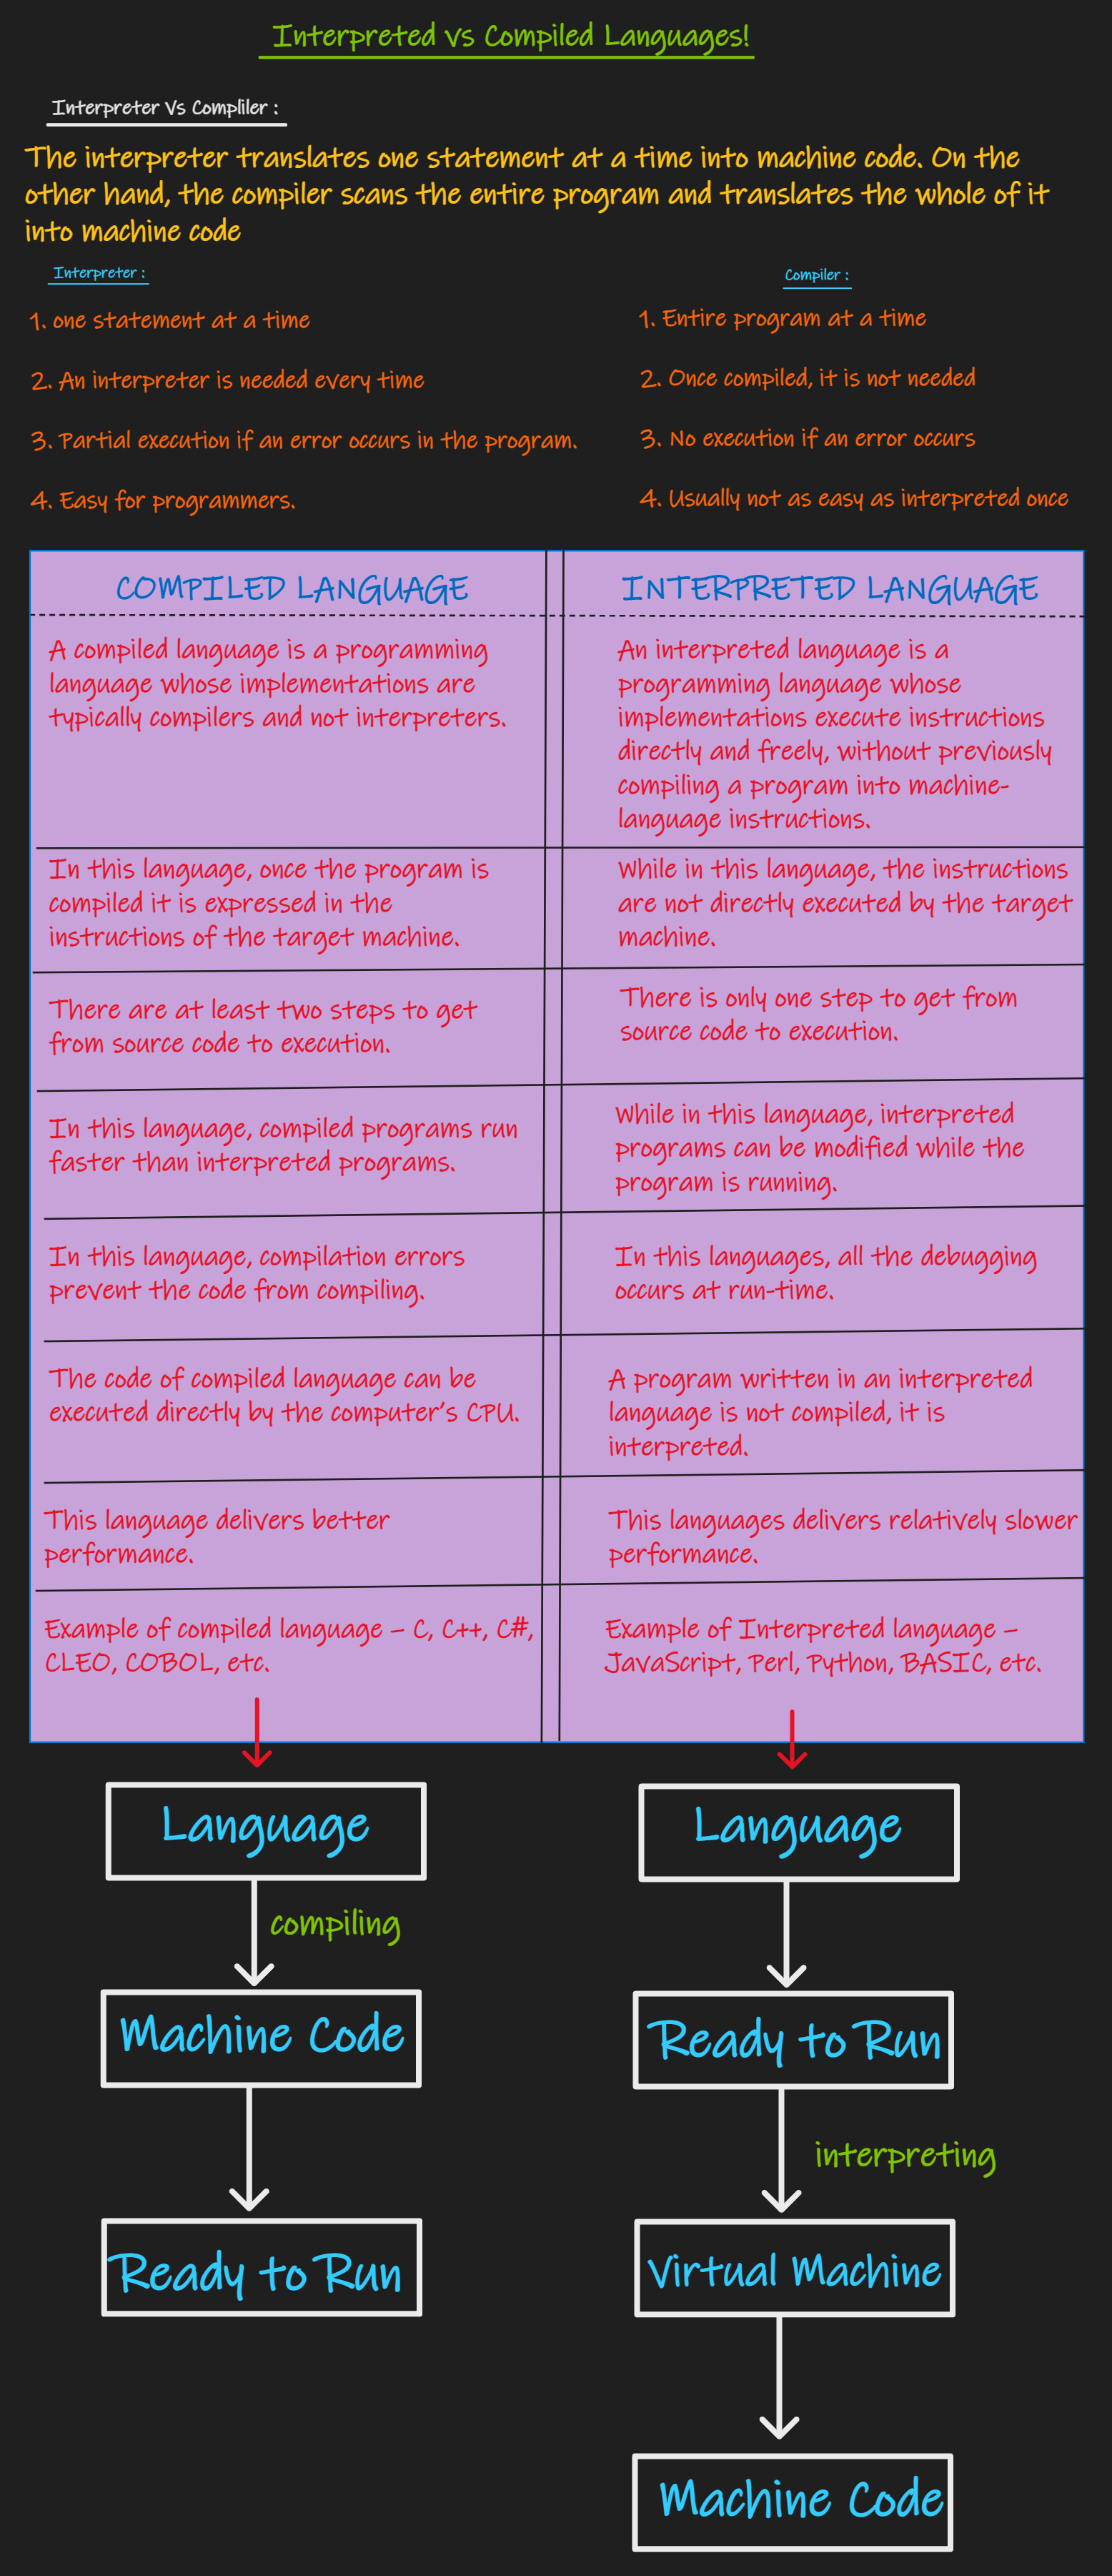 Interpreted vs Compiled Languages!
Interpreter Vs Compliler :
The interpreter translates one statement at a time into machine code. On the
other hand, the compiler scans the entire program and translates the whole of it
into machine code
Interpreter :
1. one statement at a time
2. An interpreter is needed every time
3. Partial execution if an error occurs in the program.
4. Easy for programmers.
Compiler :
1. Entire program at a time
2. Once compiled, it is not needed
3. No execution if an error occurs
4. Usually not as easy as interpreted once
COMPILED LANGUAGE
INTERPRETED LANGUAGE
A compiled language is a programming
language whose implementations are
typically compilers and not interpreters.
An interpreted language is a
programming language whose
implementations execute instructions
directly and freely, without previously
compiling a program into machine-
language instructions.
In this language, once the program is
compiled it is expressed in the
instructions of the target machine.
While in this language, the instructions
are not directly executed by the target
machine.
There are at least two steps to get
from source code to execution.
There is only one step to get from
source code to execution.
In this language, compiled programs run
faster than interpreted programs.
While in this language, interpreted
programs can be modified while the
program is running.
In this language, compilation errors
prevent the code from compiling.
In this languages, all the debugging
occurs at run-time.
The code of compiled language can be
executed directly by the computer's CPU.
A program written in an interpreted
language is not compiled, it is
interpreted.
This language delivers better
performance.
This languages delivers relatively slower
performance.
Example of compiled language – C, C++, C#,
CLEO, COBOL, etc.
Example of Interpreted language –
JavaScript, Perl, Python, BASIC, etc.
Language
compiling
Machine Code
Ready to Run
Language
Ready to Run
interpreting
Virtual Machine
Machine Code